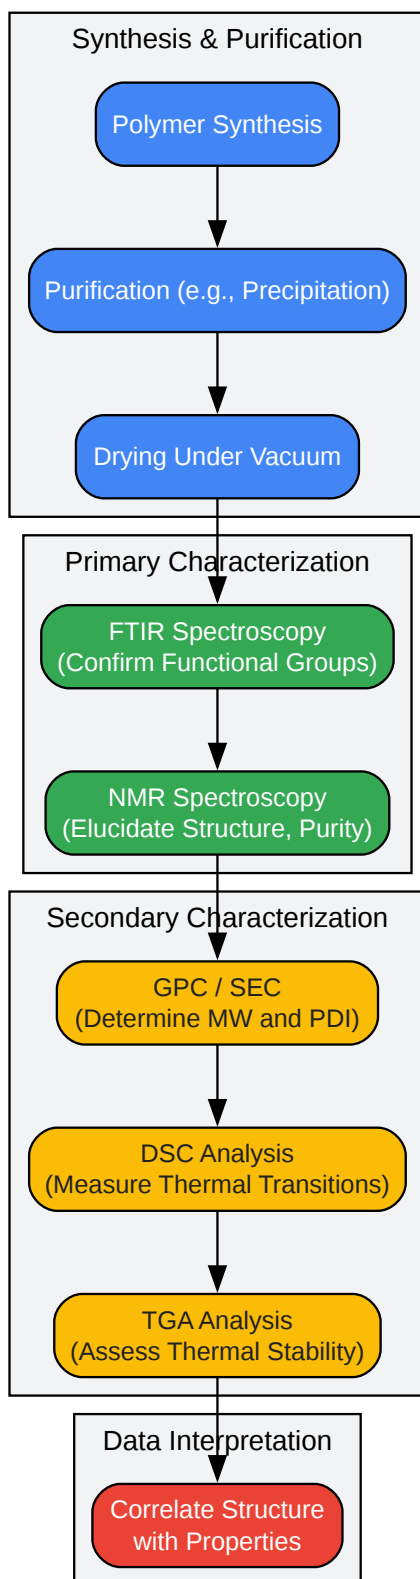 Synthesis & Purification
Polymer Synthesis
Purification (e.g., Precipitation)
Drying Under Vacuum
Primary Characterization
FTIR Spectroscopy
(Confirm Functional Groups)
NMR Spectroscopy
(Elucidate Structure, Purity)
Secondary Characterization
GPC / SEC
(Determine MW and PDI)
DSC Analysis
(Measure Thermal Transitions)
TGA Analysis
(Assess Thermal Stability)
Data Interpretation
Correlate Structure
with Properties